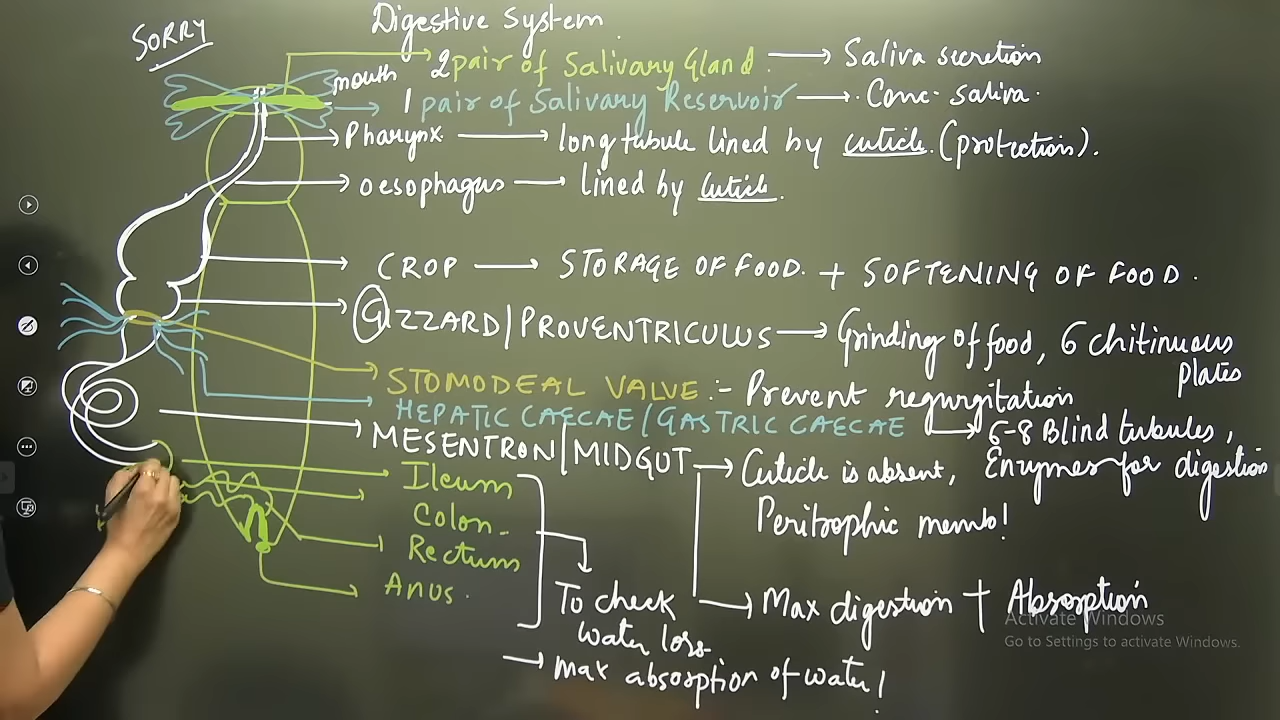 SORRY
Digestive System
2 pair of Salivary Gland → Saliva secretion
mouth
1 pair of Salivary Reservoir → Conc. saliva.
Pharynx → long tubule lined by cuticle. (protection).
oesophagus → lined by Cuticle.
CROP → STORAGE OF FOOD. + SOFTENING OF FOOD.
GIZZARD/PROVENTRICULUS → Grinding of food, 6 chitinous
plates
STOMODEAL VALVE :- Prevent regurgitation
HEPATIC CAECAE/GASTRIC CAECAE → 6-8 Blind tubules,
Enzymes for digestion
MESENTRON/MIDGUT → Cuticle is absent,
Peritrophic memb!
Ileum
Colon.
Rectum
Anus.
To check
water loss
→ max absorption of water!
→ Max digestion + Absorption
Activate Windows
Go to Settings to activate Windows.